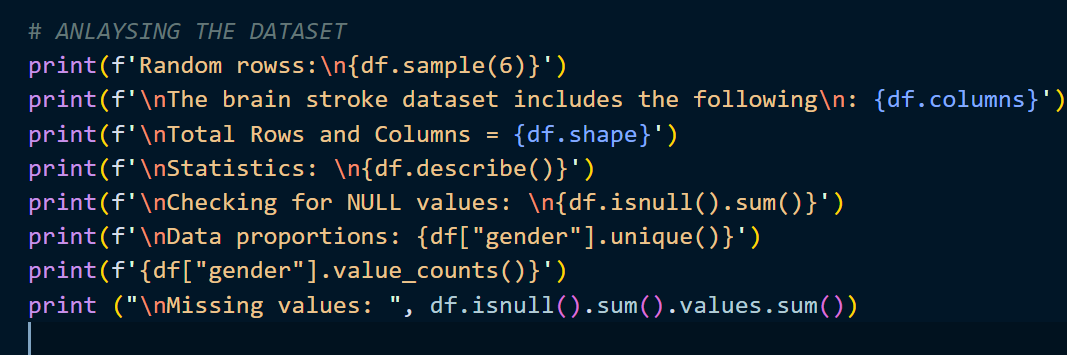 # ANLAYSING THE DATASET
print(f'Random rowss:\n{df.sample(6)}')
print(f'\nThe brain stroke dataset includes the following\n: {df.columns}')
print(f'\nTotal Rows and Columns = {df.shape}')
print(f'\nStatistics: \n{df.describe()}')
print(f'\nChecking for NULL values: \n{df.isnull().sum()}')
print(f'\nData proportions: {df["gender"].unique()}')
print(f'{df["gender"].value_counts()}')
print ("\nMissing values: ", df.isnull().sum().values.sum())